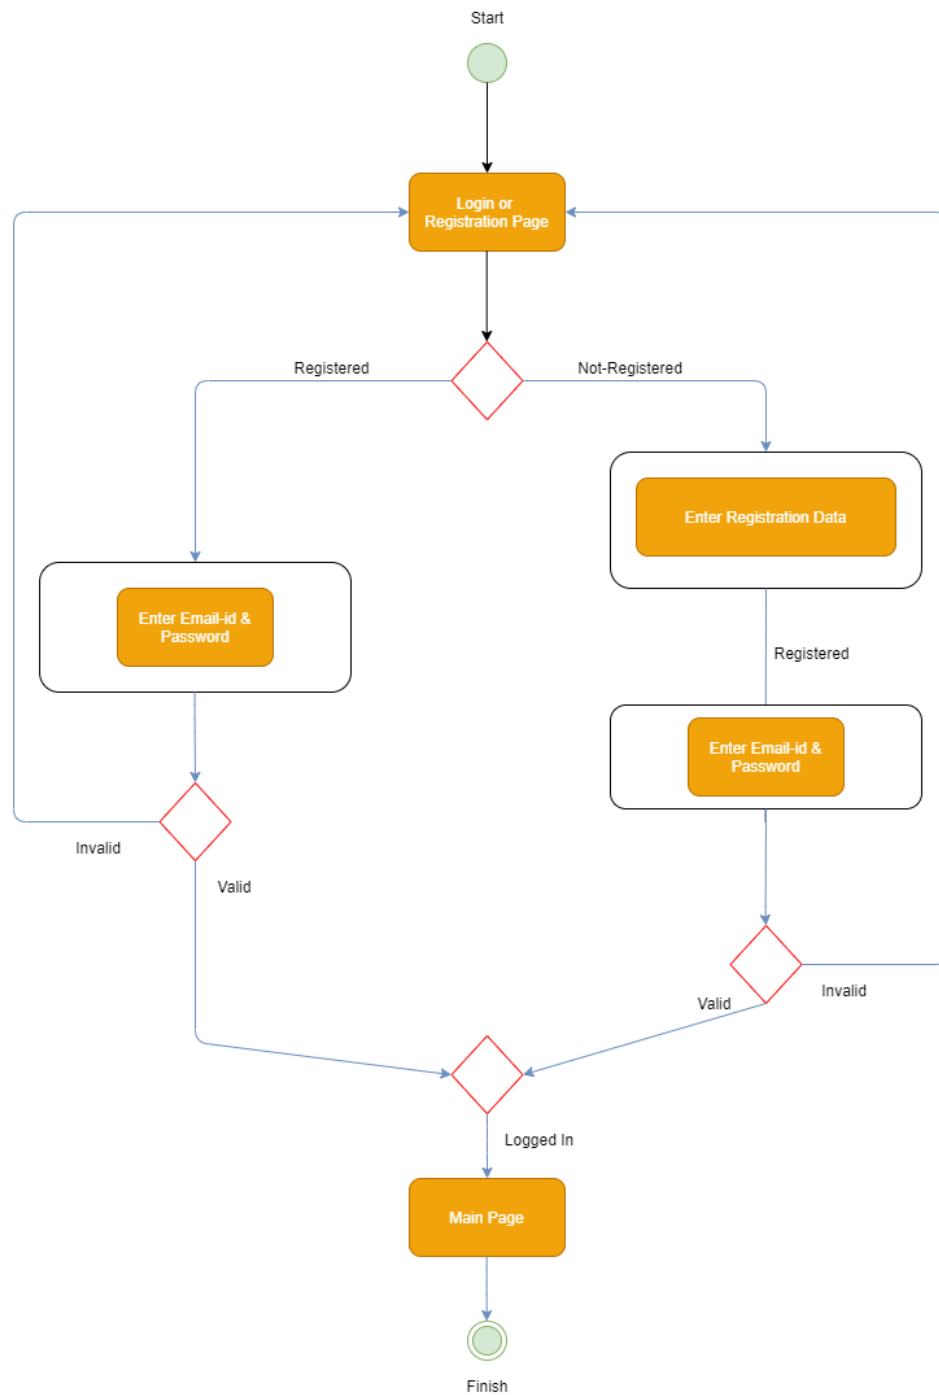 Start
Login or
Registration Page
Registered
Not-Registered
Enter Registration Data
Enter Email-id &
Password
Registered
Enter Email-id &
Password
Invalid
Valid
Valid
Invalid
Logged In
Main Page
Finish